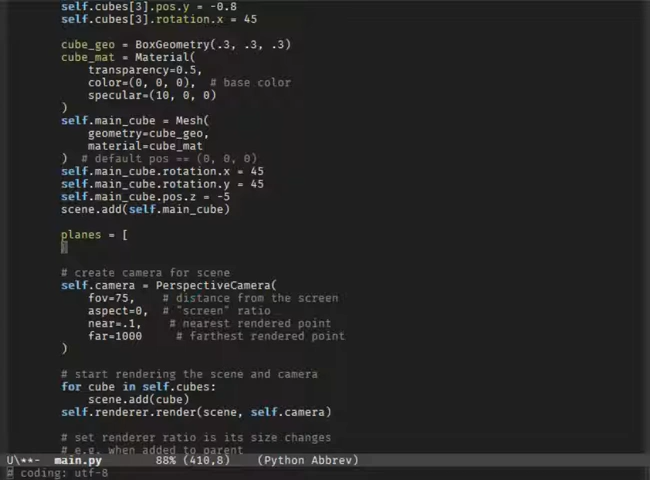 self.cubes[3].pos.y = -0.8
self.cubes[3].rotation.x = 45
cube_geo = BoxGeometry(.3, .3, .3)
cube_mat = Material(
transparency=0.5,
color=(0, 0, 0),  # base color
specular=(10, 0, 0)
)
self.main_cube = Mesh(
geometry=cube_geo,
material=cube_mat
)  # default pos == (0, 0, 0)
self.main_cube.rotation.x = 45
self.main_cube.rotation.y = 45
self.main_cube.pos.z = -5
scene.add(self.main_cube)
planes = [
]
# create camera for scene
self.camera = PerspectiveCamera(
fov=75,    # distance from the screen
aspect=0,  # "screen" ratio
near=.1,    # nearest rendered point
far=1000     # farthest rendered point
)
# start rendering the scene and camera
for cube in self.cubes:
scene.add(cube)
self.renderer.render(scene, self.camera)
# set renderer ratio is its size changes
# e.g. when added to parent
U\**-  main.py        88% (410,8)    (Python Abbrev)
# coding: utf-8